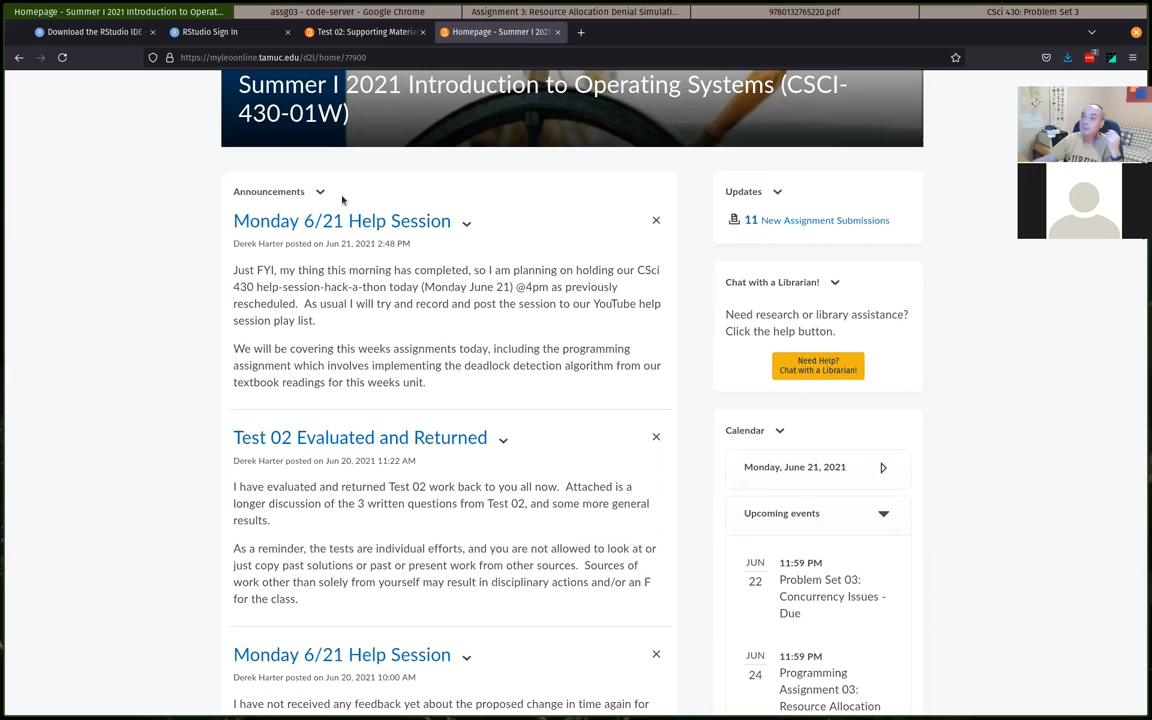 Homepage - Summer I 2021 Introduction to Operat...
assg03 - code-server - Google Chrome
Assignment 3: Resource Allocation Denial Simulati...
9780132765220.pdf
CSci 430: Problem Set 3
Download the RStudio IDE -
RStudio Sign In
Test 02: Supporting Materia
Homepage - Summer I 2021
https://myleoonline.tamuc.edu/d2l/home/77900
2
Summer I 2021 Introduction to Operating Systems (CSCI-
430-01W)
Announcements
Monday 6/21 Help Session
Derek Harter posted on Jun 21, 2021 2:48 PM
Just FYI, my thing this morning has completed, so I am planning on holding our CSci
430 help-session-hack-a-thon today (Monday June 21) @4pm as previously
rescheduled. As usual I will try and record and post the session to our YouTube help
session play list.
We will be covering this weeks assignments today, including the programming
assignment which involves implementing the deadlock detection algorithm from our
textbook readings for this weeks unit.
Test 02 Evaluated and Returned
Derek Harter posted on Jun 20, 2021 11:22 AM
I have evaluated and returned Test 02 work back to you all now. Attached is a
longer discussion of the 3 written questions from Test 02, and some more general
results.
As a reminder, the tests are individual efforts, and you are not allowed to look at or
just copy past solutions or past or present work from other sources. Sources of
work other than solely from yourself may result in disciplinary actions and/or an F
for the class.
Monday 6/21 Help Session
Derek Harter posted on Jun 20, 2021 10:00 AM
I have not received any feedback yet about the proposed change in time again for
Updates
11 New Assignment Submissions
Chat with a Librarian!
Need research or library assistance?
Click the help button.
Need Help?
Chat with a Librarian!
Calendar
Monday, June 21, 2021
Upcoming events
JUN
22
11:59 PM
Problem Set 03:
Concurrency Issues -
Due
JUN
24
11:59 PM
Programming
Assignment 03:
Resource Allocation